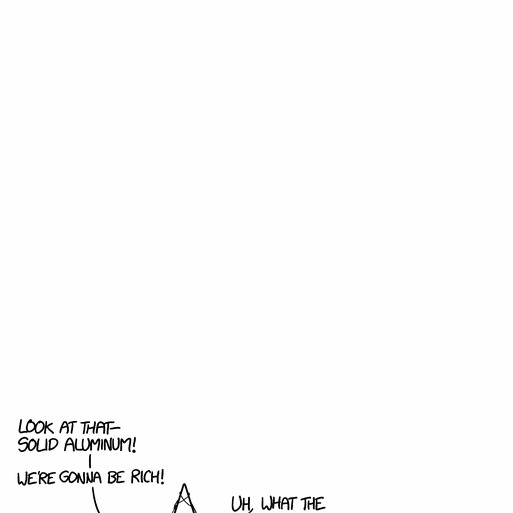 LOOK AT THAT—
SOLID ALUMINUM!
WE'RE GONNA BE RICH!
UH, WHAT THE